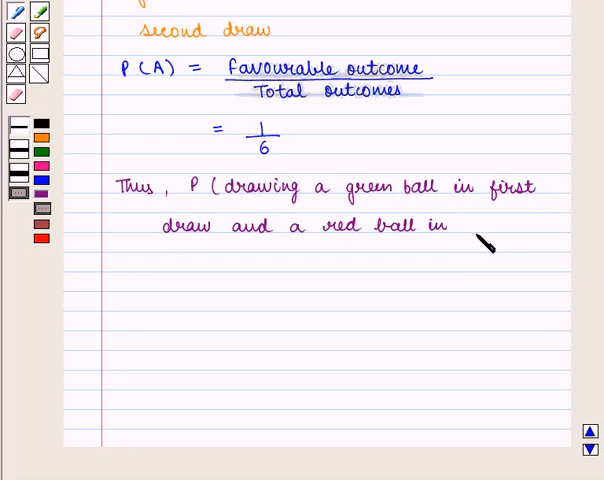 second draw
P(A) = favourable outcome
Total outcomes
= 1
6
Thus, P (drawing a green ball in first
draw and a red ball in